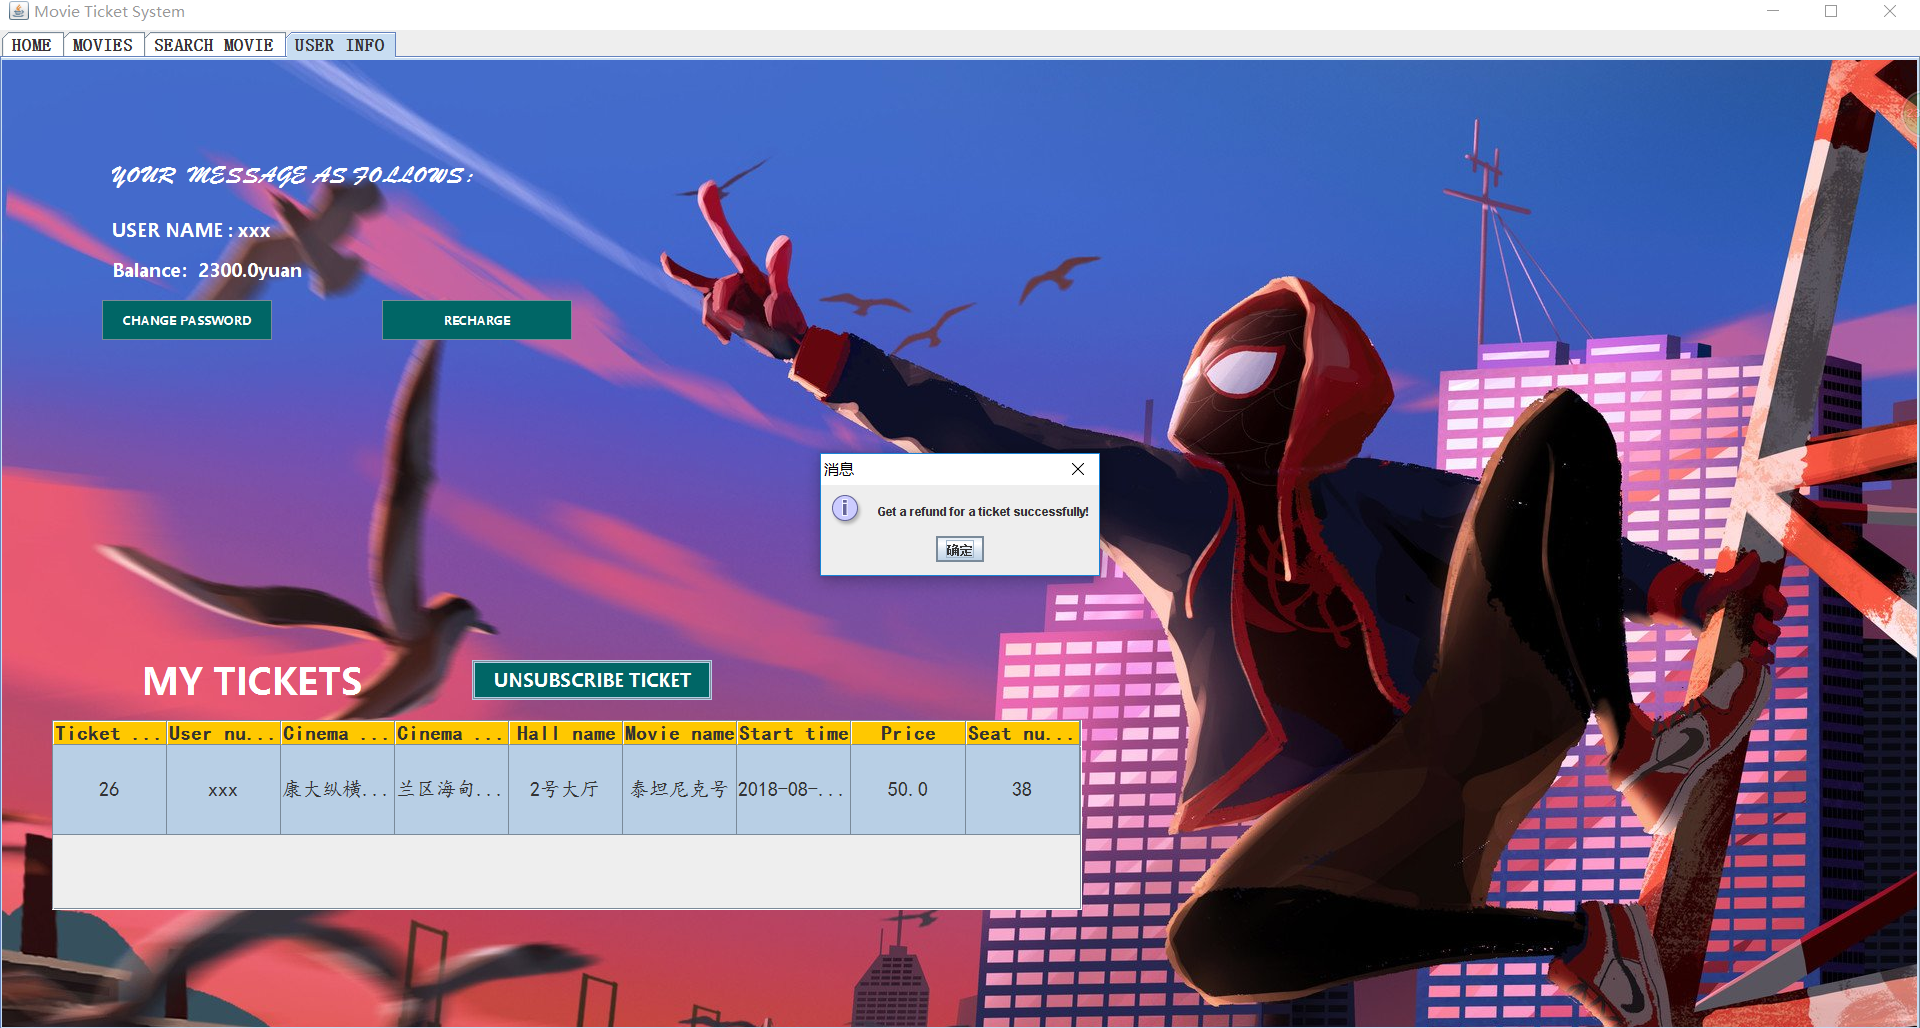 Movie Ticket System
HOME MOVIES SEARCH MOVIE USER INFO
YOUR MESSAGE AS FOLLOWS:
USER NAME : xxx
Balance: 2300.0yuan
CHANGE PASSWORD RECHARGE
消息
Get a refund for a ticket successfully!
确定
MY TICKETS UNSUBSCRIBE TICKET
Ticket ... User nu... Cinema ... Cinema ... Hall name Movie name Start time Price Seat nu...
26 xxx 康大纵横... 兰区海甸... 2号大厅 泰坦尼克号 2018-08-... 50.0 38